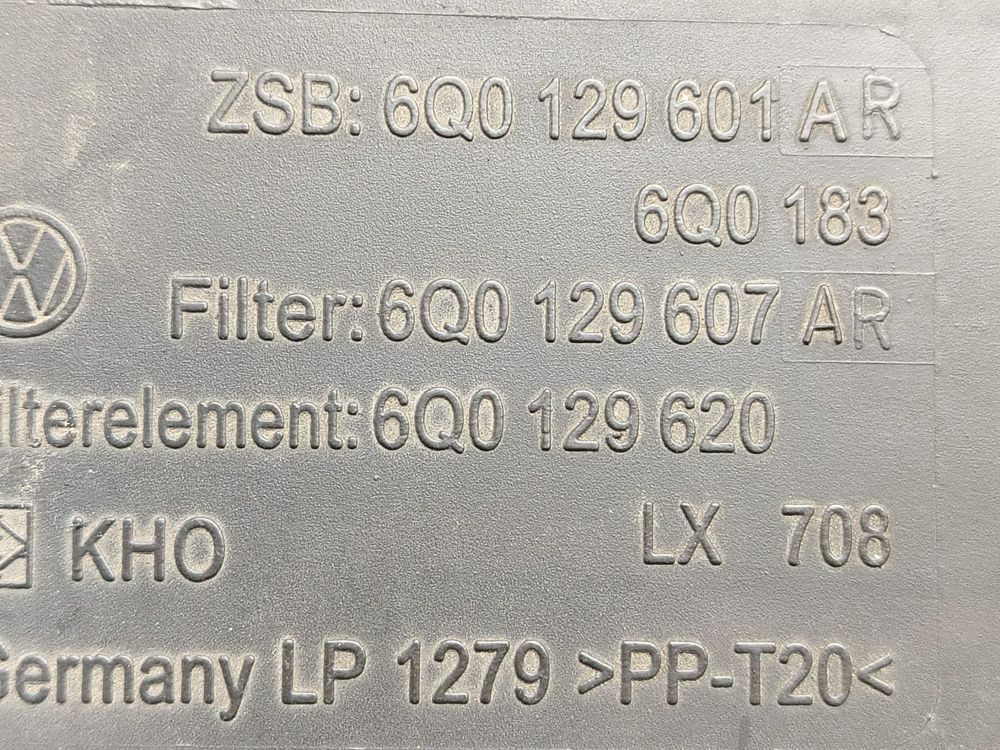 ZSB: 6Q0 129 601 AR
6Q0 183
Filter: 6Q0 129 607 AR
ilterelement: 6Q0 129 620
KHO LX 708
Germany LP 1279 >PP-T20<